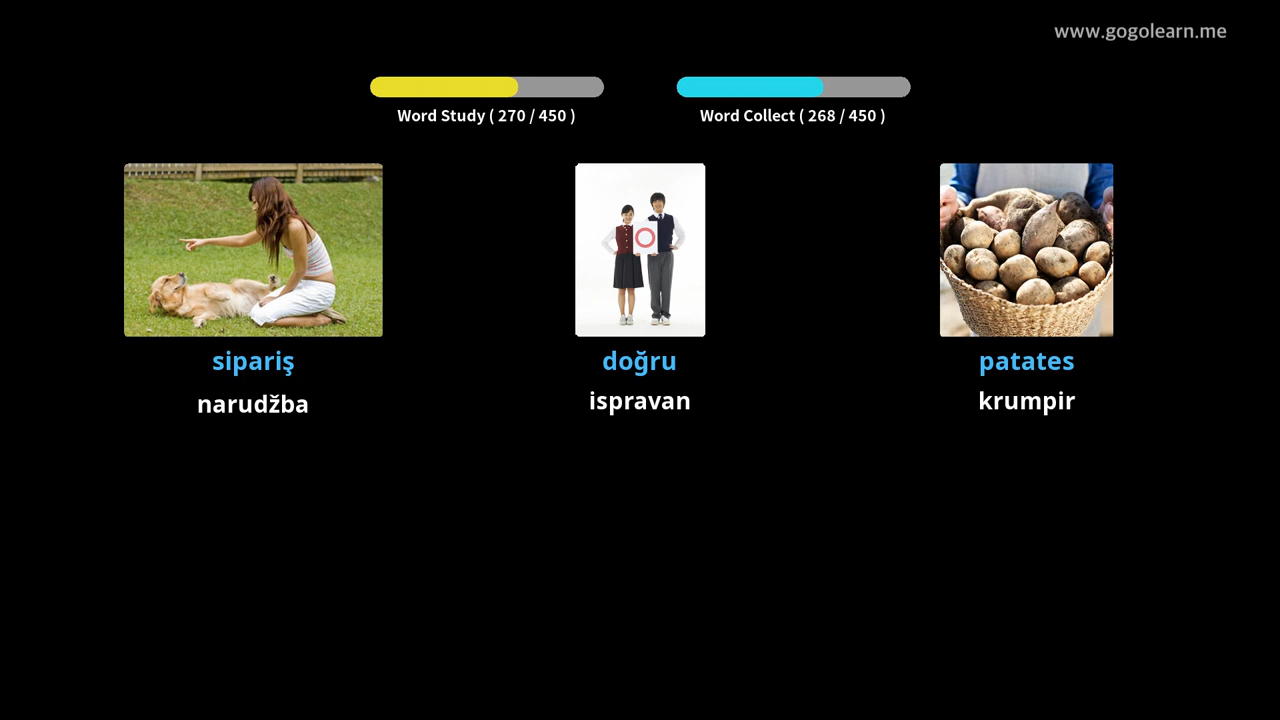 www.gogolearn.me
Word Study ( 270 / 450 )
Word Collect ( 268 / 450 )
sipariş
doğru
patates
narudžba
ispravan
krumpir